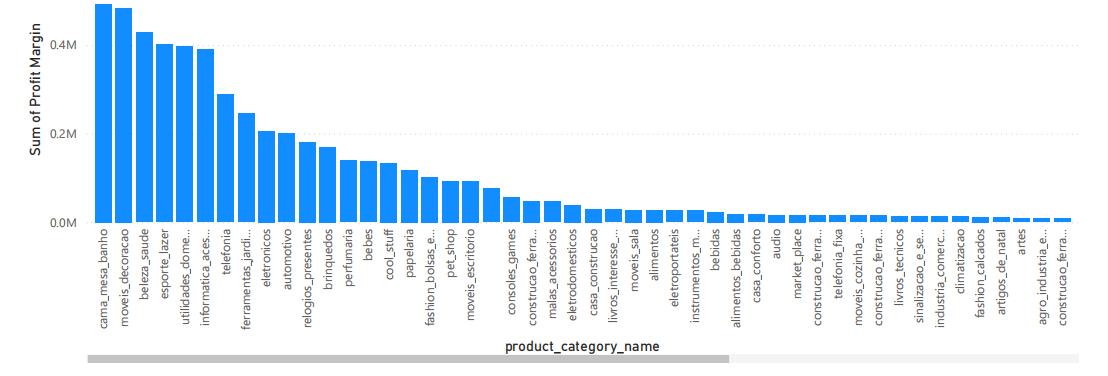 Sum of Profit Margin
0.4M
0.2M
0.0M
cama_mesa_banho
moveis_decoracao
beleza_saude
esporte_lazer
utilidades_dome...
informatica_aces...
telefonia
ferramentas_jardi...
eletronicos
automotivo
relogios_presentes
brinquedos
perfumaria
bebes
cool_stuff
papelaria
fashion_bolsas_e...
pet_shop
moveis_escritorio
consoles_games
construcao_ferra...
malas_acessorios
eletrodomesticos
casa_construcao
livros_interesse_...
moveis_sala
alimentos
eletroportateis
instrumentos_m...
bebidas
alimentos_bebidas
casa_conforto
audio
market_place
construcao_ferra...
telefonia_fixa
moveis_cozinha_...
construcao_ferra...
livros_tecnicos
sinalizacao_e_se...
industria_comerc...
climatizacao
fashion_calcados
artigos_de_natal
artes
agro_industria_e...
construcao_ferra...
product_category_name